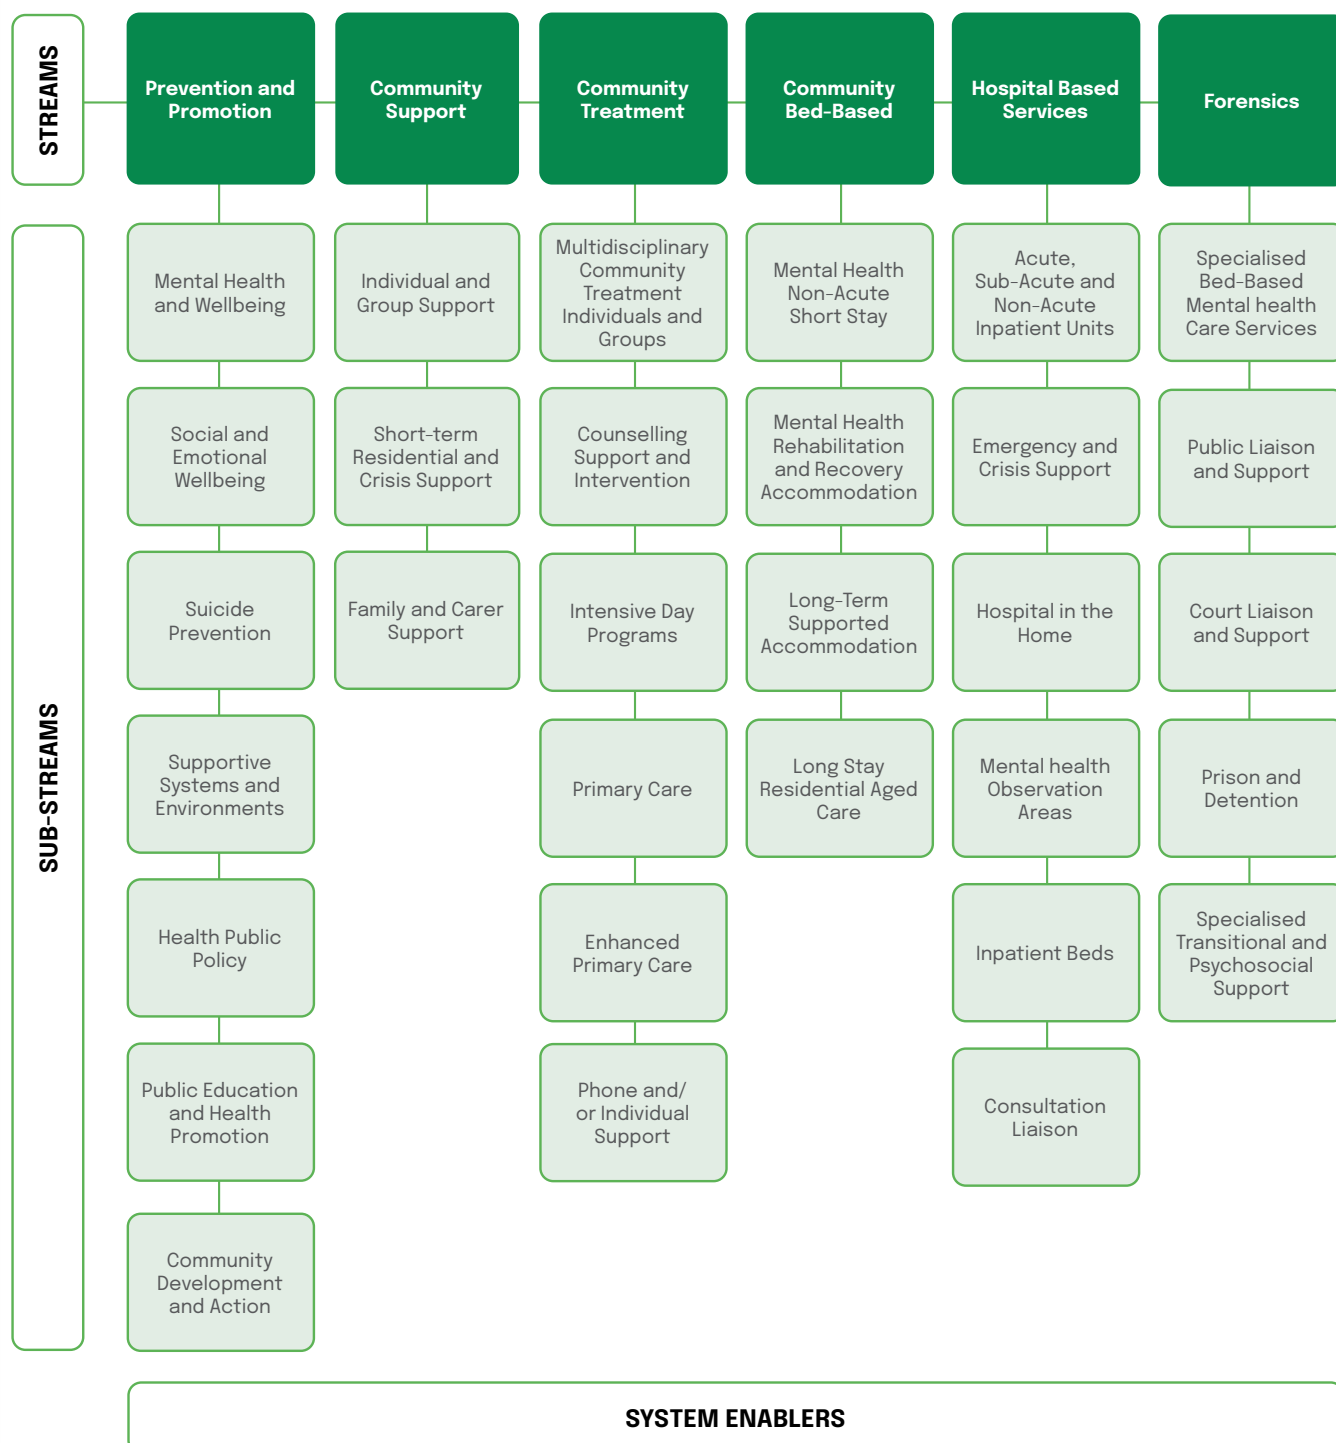 STREAMS
Prevention and
Promotion
Community
Support
Community
Treatment
Community
Bed-Based
Hospital Based
Services
Forensics
SUB-STREAMS
Mental Health
and Wellbeing
Social and
Emotional
Wellbeing
Suicide
Prevention
Supportive
Systems and
Environments
Health Public
Policy
Public Education
and Health
Promotion
Community
Development
and Action
Individual and
Group Support
Short-term
Residential and
Crisis Support
Family and Carer
Support
Multidisciplinary
Community
Treatment
Individuals and
Groups
Counselling
Support and
Intervention
Intensive Day
Programs
Primary Care
Enhanced
Primary Care
Phone and/
or Individual
Support
Mental Health
Non-Acute
Short Stay
Mental Health
Rehabilitation
and Recovery
Accommodation
Long-Term
Supported
Accommodation
Long Stay
Residential Aged
Care
Acute,
Sub-Acute and
Non-Acute
Inpatient Units
Emergency and
Crisis Support
Hospital in the
Home
Mental health
Observation
Areas
Inpatient Beds
Consultation
Liaison
Specialised
Bed-Based
Mental health
Care Services
Public Liaison
and Support
Court Liaison
and Support
Prison and
Detention
Specialised
Transitional and
Psychosocial
Support
SYSTEM ENABLERS